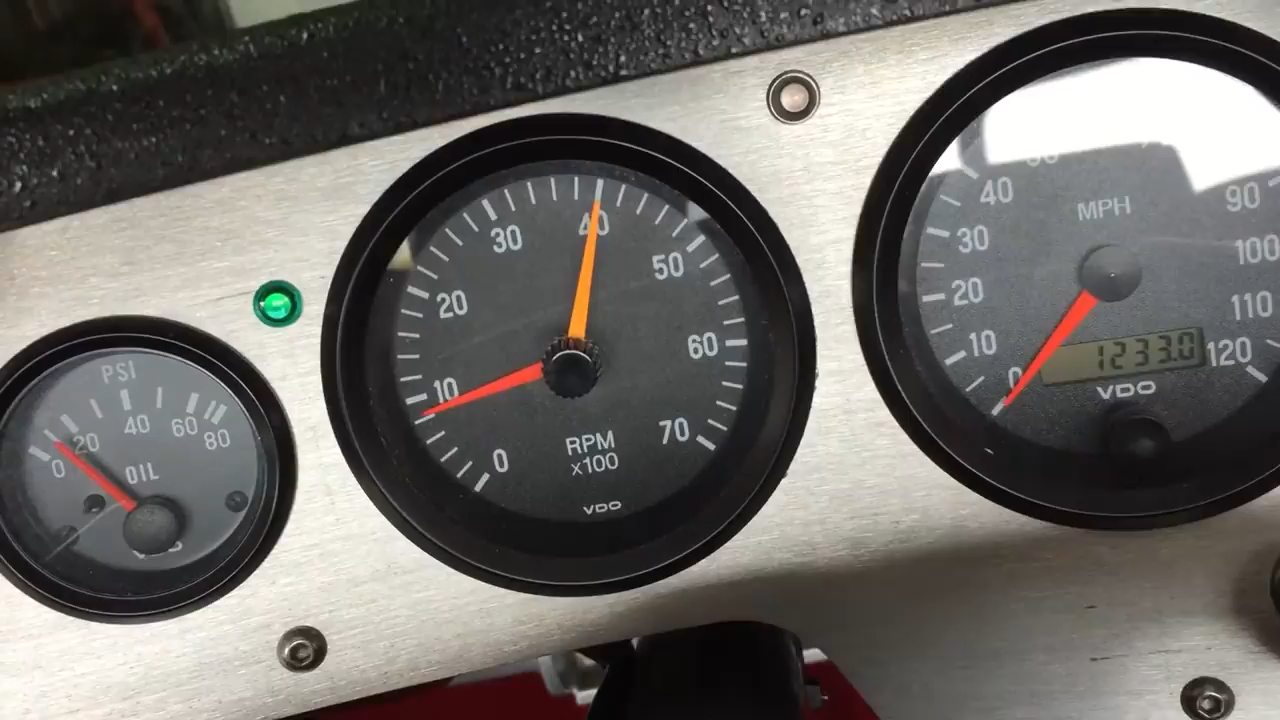 PSI
0 20 40 60 80
OIL
0 10 20 30 40 50 60 70
RPM
x100
VDO
0 10 20 30 40
90 100 110 120
MPH
1233.0
VDO